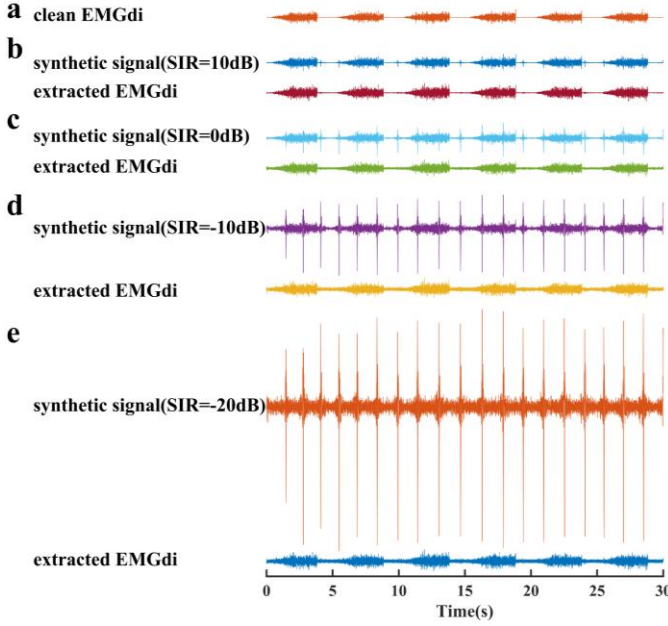 a clean EMGdi
b
synthetic signal(SIR=10dB)
extracted EMGdi
c
synthetic signal(SIR=0dB)
extracted EMGdi
d
synthetic signal(SIR=-10dB)
extracted EMGdi
e
synthetic signal(SIR=-20dB)
extracted EMGdi
0 5 10 15 20 25 30
Time(s)